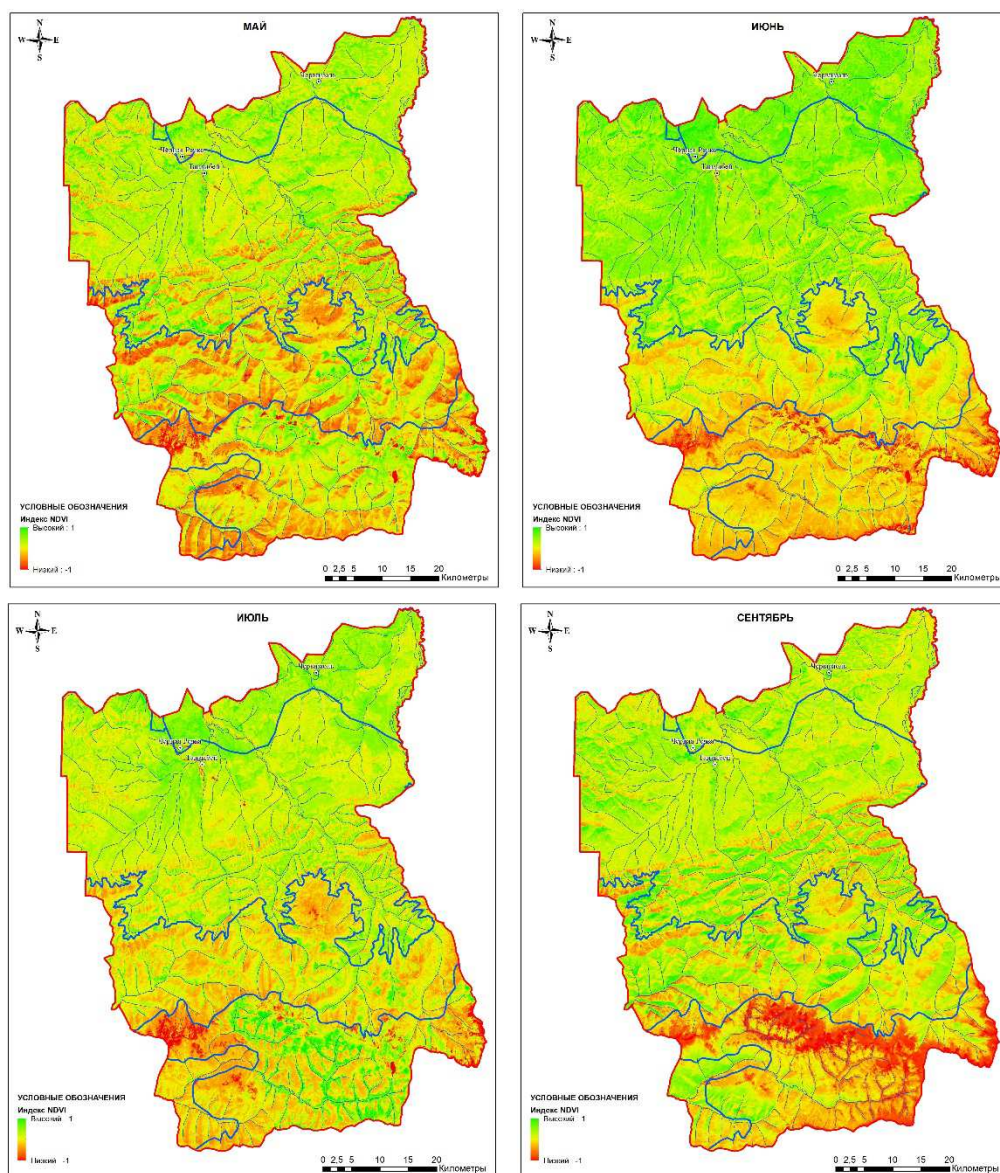 МАЙ
N
W E
S
УСЛОВНЫЕ ОБОЗНАЧЕНИЯ
Индекс NDVI
Высокий : 1
Низкий : -1
0 2,5 5 10 15 20
Километры
ИЮНЬ
N
W E
S
УСЛОВНЫЕ ОБОЗНАЧЕНИЯ
Индекс NDVI
Высокий : 1
Низкий : -1
0 2,5 5 10 15 20
Километры
ИЮЛЬ
N
W E
S
УСЛОВНЫЕ ОБОЗНАЧЕНИЯ
Индекс NDVI
Высокий : 1
Низкий : -1
0 2,5 5 10 15 20
Километры
СЕНТЯБРЬ
N
W E
S
УСЛОВНЫЕ ОБОЗНАЧЕНИЯ
Индекс NDVI
Высокий : 1
Низкий : -1
0 2,5 5 10 15 20
Километры